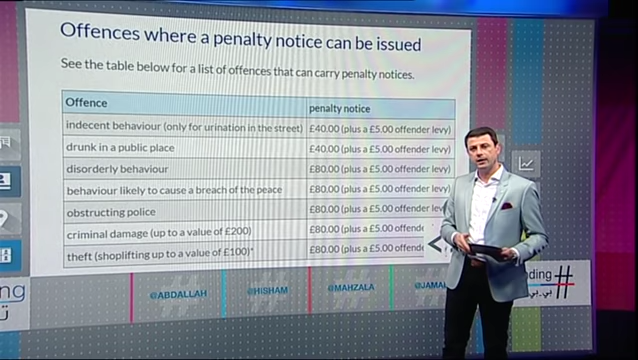 Offences where a penalty notice can be issued
See the table below for a list of offences that can carry penalty notices.
Offence penalty notice
indecent behaviour (only for urination in the street) £40.00 (plus a £5.00 offender levy)
drunk in a public place £40.00 (plus a £5.00 offender levy)
disorderly behaviour £80.00 (plus a £5.00 offender levy)
behaviour likely to cause a breach of the peace £80.00 (plus a £5.00 offender levy)
obstructing police £80.00 (plus a £5.00 offender levy)
criminal damage (up to a value of £200) £80.00 (plus a £5.00 offende
theft (shoplifting up to a value of £100)* £80.00 (plus a £5.00 offende
@ABDALLAH @HISHAM @MAHZALA @JAMAL
ng nding #
بي_بي